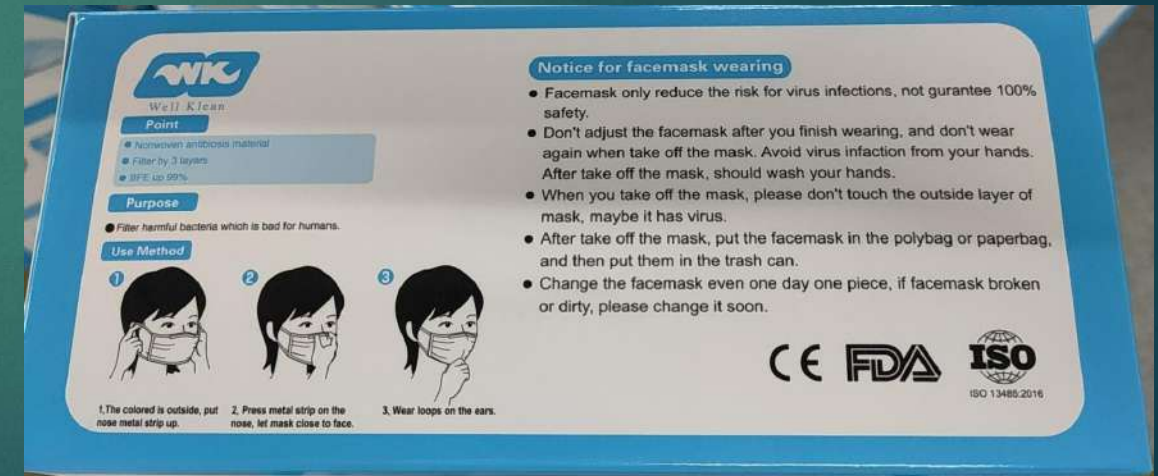 WK
Well Klean
Point
● Nonwoven antibiosis material
● Filter by 3 layers
● BFE up 99%
Purpose
● Filter harmful bacteria which is bad for humans.
Use Method
1
2
3
1,The colored is outside, put
nose metal strip up.
2, Press metal strip on the
nose, let mask close to face.
3, Wear loops on the ears.
Notice for facemask wearing
● Facemask only reduce the risk for virus infections, not gurantee 100%
safety.
● Don't adjust the facemask after you finish wearing, and don't wear
again when take off the mask. Avoid virus infaction from your hands.
After take off the mask, should wash your hands.
● When you take off the mask, please don't touch the outside layer of
mask, maybe it has virus.
● After take off the mask, put the facemask in the polybag or paperbag,
and then put them in the trash can.
● Change the facemask even one day one piece, if facemask broken
or dirty, please change it soon.
CE FDA ISO
ISO 13485:2016